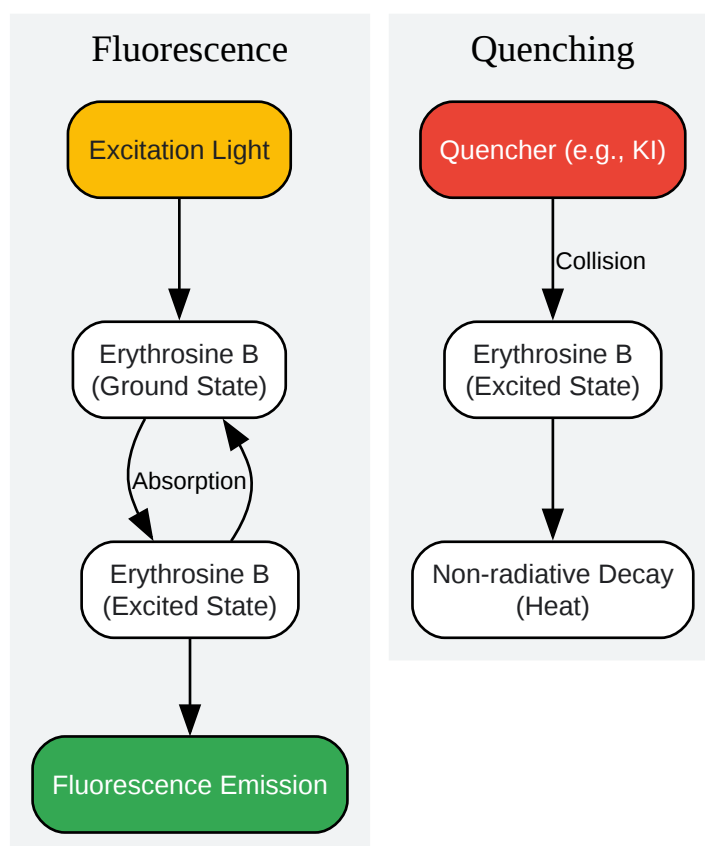 Fluorescence
Excitation Light
Erythrosine B
(Ground State)
Absorption
Erythrosine B
(Excited State)
Fluorescence Emission
Quenching
Quencher (e.g., KI)
Collision
Erythrosine B
(Excited State)
Non-radiative Decay
(Heat)